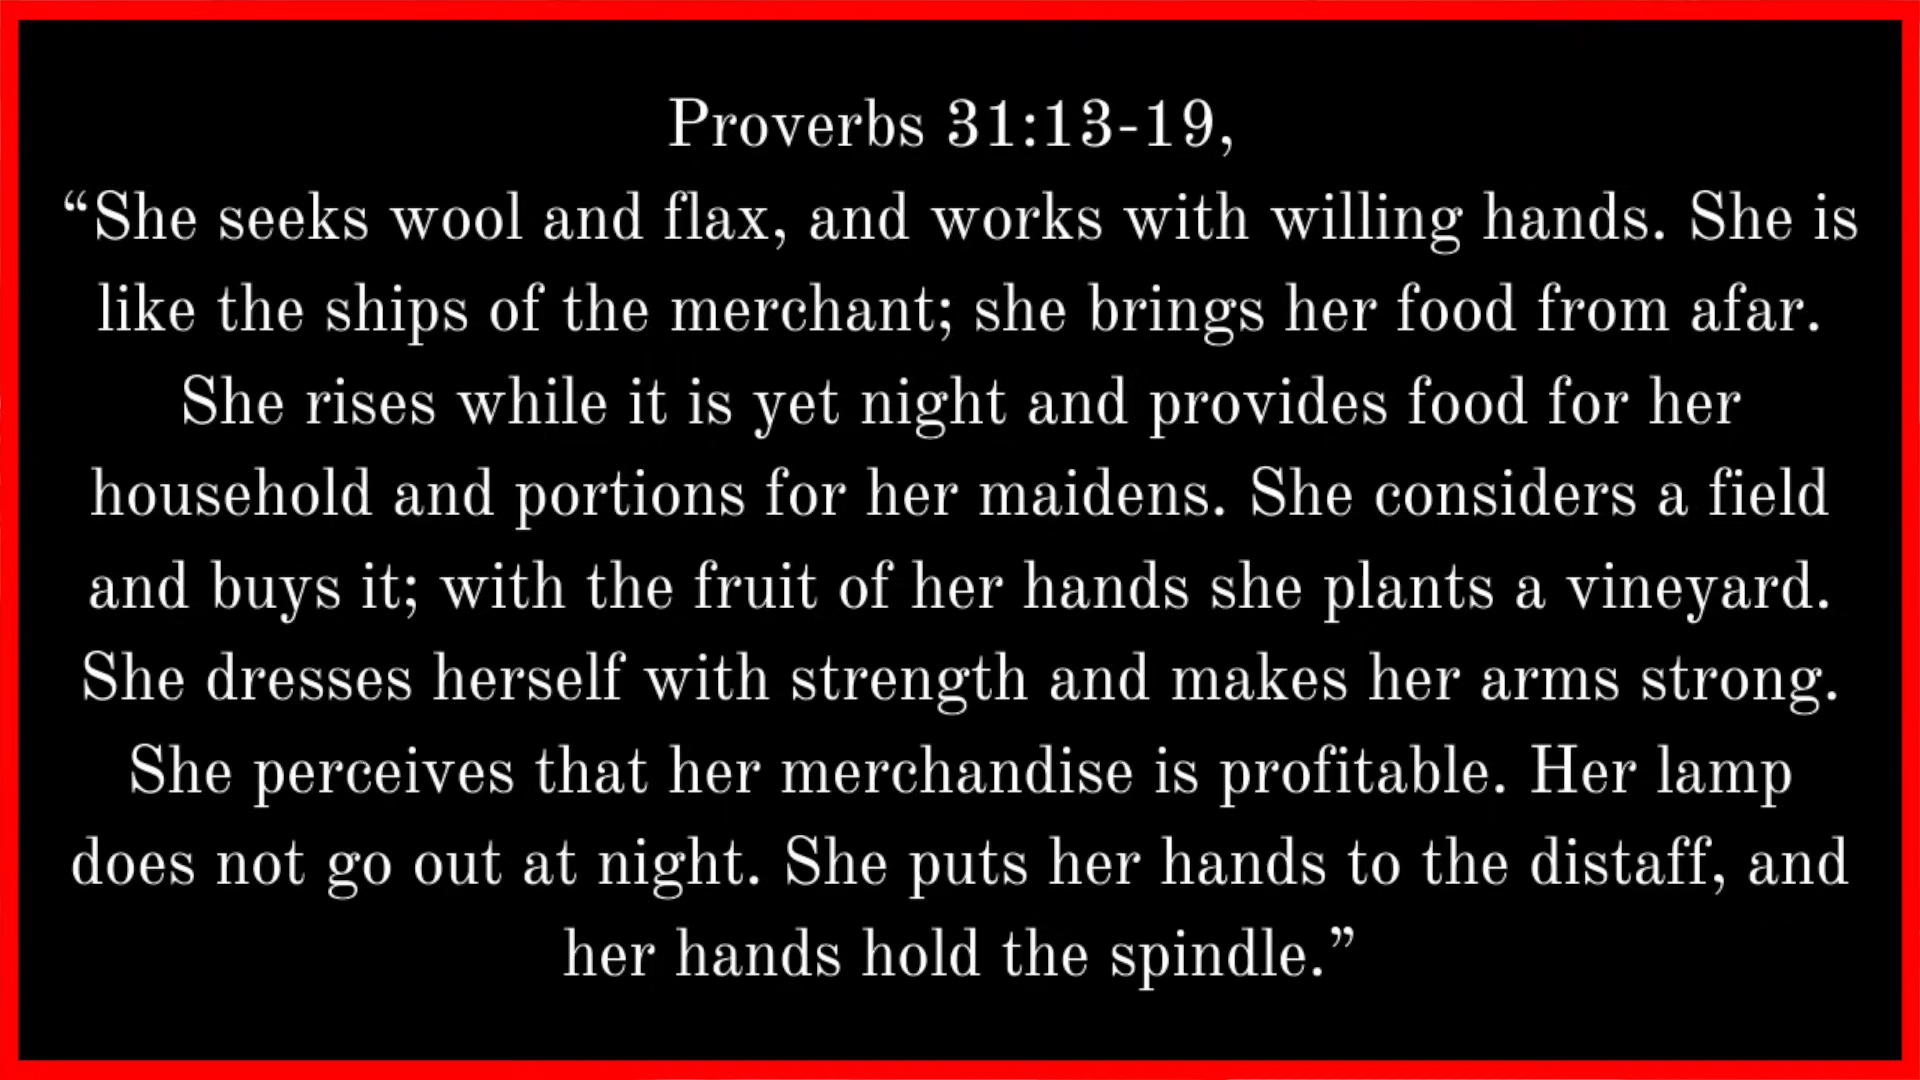 Proverbs 31:13-19,
“She seeks wool and flax, and works with willing hands. She is
like the ships of the merchant; she brings her food from afar.
She rises while it is yet night and provides food for her
household and portions for her maidens. She considers a field
and buys it; with the fruit of her hands she plants a vineyard.
She dresses herself with strength and makes her arms strong.
She perceives that her merchandise is profitable. Her lamp
does not go out at night. She puts her hands to the distaff, and
her hands hold the spindle.”